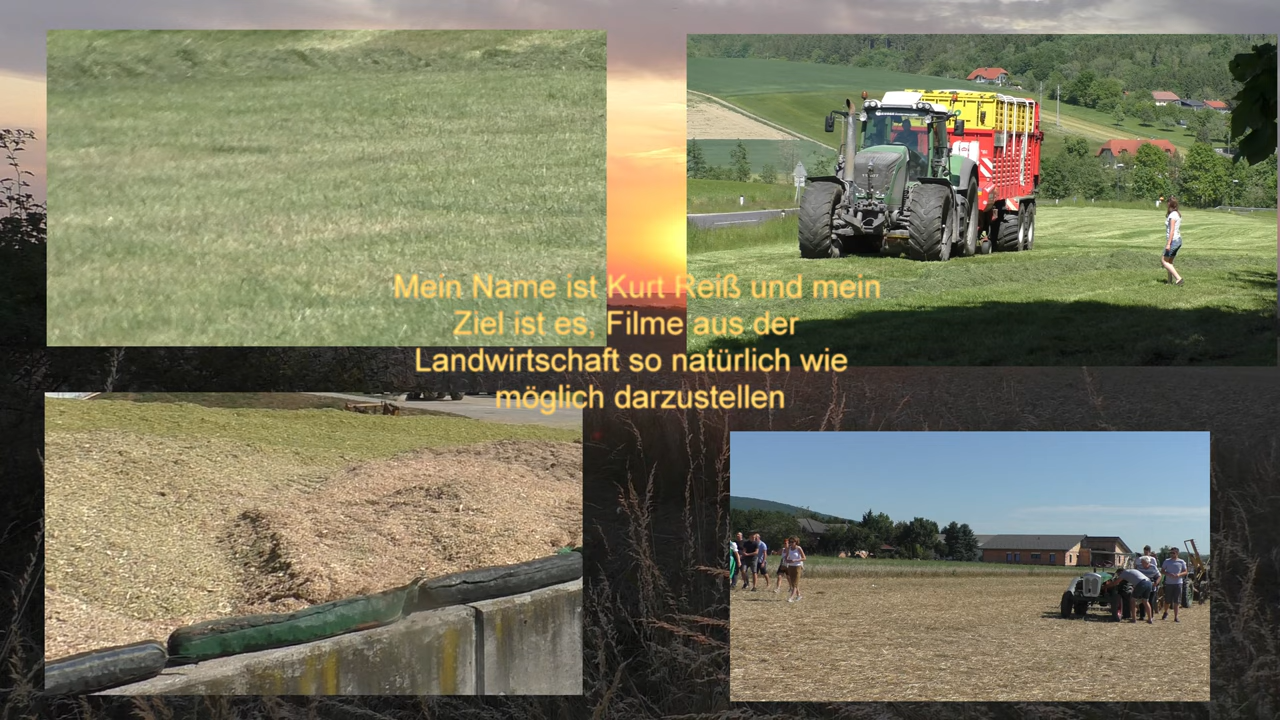 Mein Name ist Kurt Reiß und mein
Ziel ist es, Filme aus der
Landwirtschaft so natürlich wie
möglich darzustellen